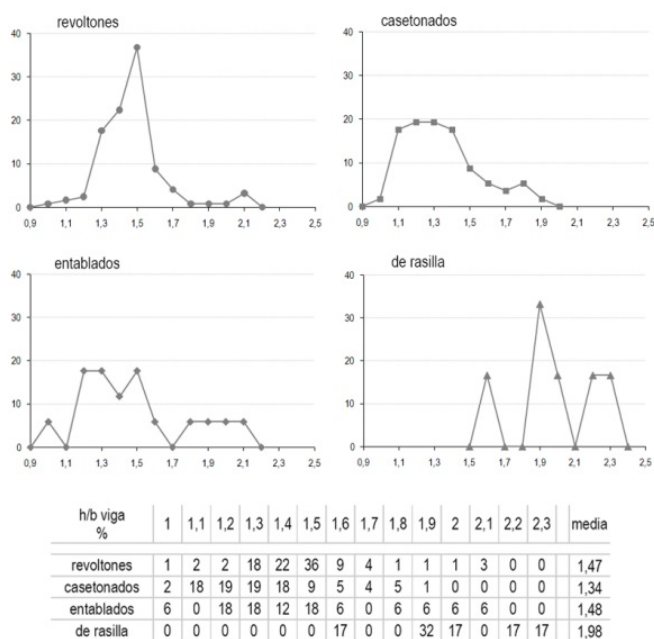 revoltones
40
30
20
10
0
0,9 1,1 1,3 1,5 1,7 1,9 2,1 2,3 2,5
casetonados
40
30
20
10
0
0,9 1,1 1,3 1,5 1,7 1,9 2,1 2,3 2,5
entablados
40
30
20
10
0
0,9 1,1 1,3 1,5 1,7 1,9 2,1 2,3 2,5
de rasilla
40
30
20
10
0
0,9 1,1 1,3 1,5 1,7 1,9 2,1 2,3 2,5
h/b viga % 1 1,1 1,2 1,3 1,4 1,5 1,6 1,7 1,8 1,9 2 2,1 2,2 2,3 media
revoltones 1 2 2 18 22 36 9 4 1 1 1 3 0 0 1,47
casetonados 2 18 19 19 18 9 5 4 5 1 0 0 0 0 1,34
entablados 6 0 18 18 12 18 6 0 6 6 6 6 0 0 1,48
de rasilla 0 0 0 0 0 0 17 0 0 32 17 0 17 17 1,98